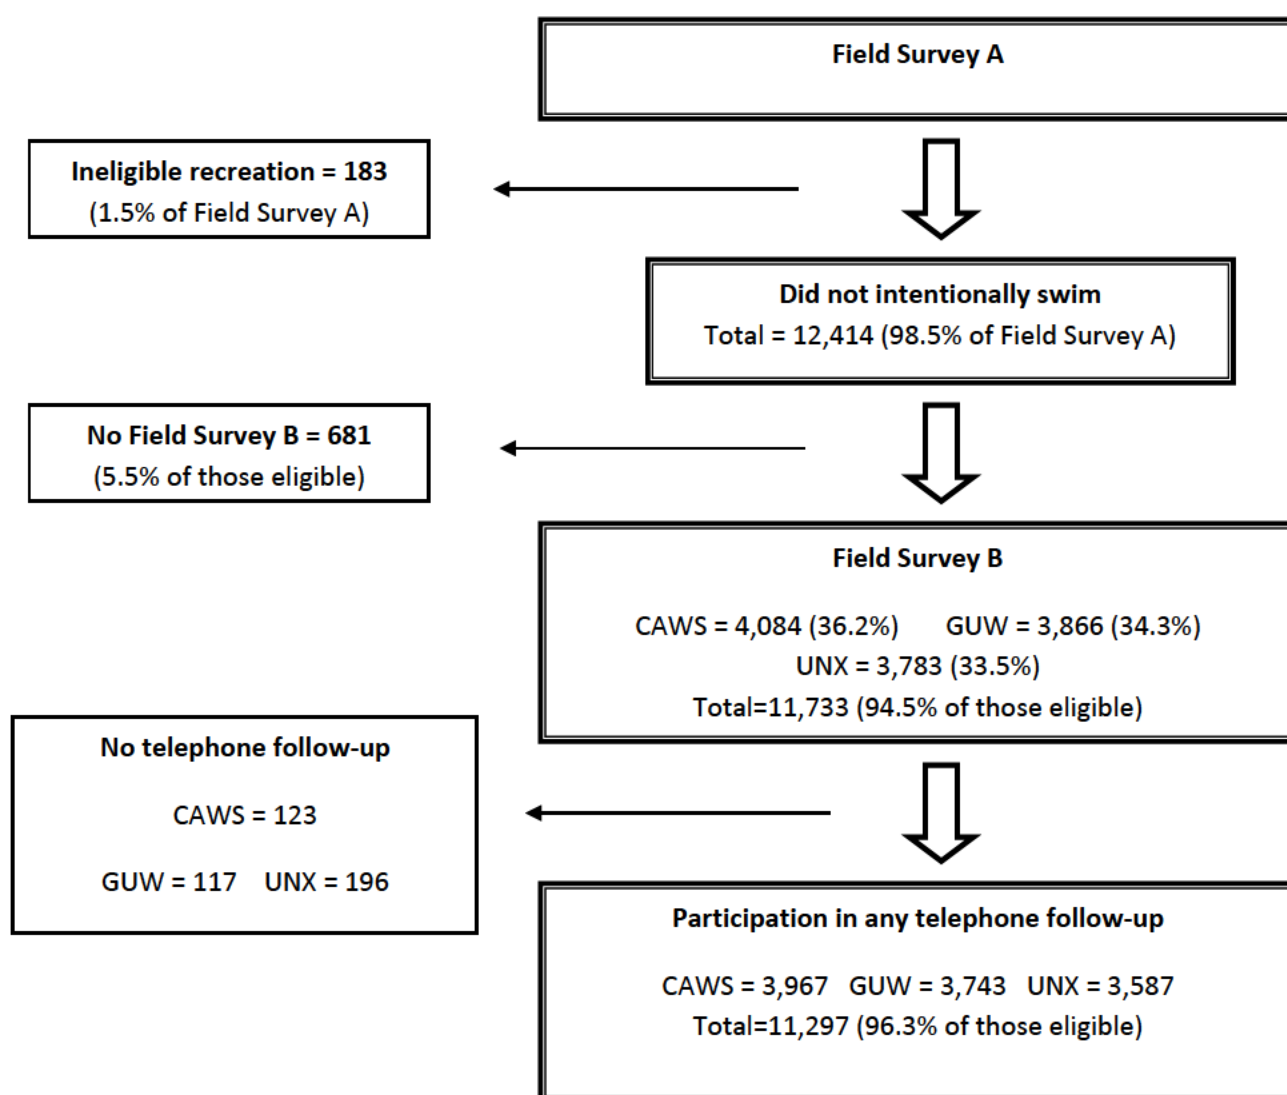 Field Survey A
Ineligible recreation = 183
(1.5% of Field Survey A)
Did not intentionally swim
Total = 12,414 (98.5% of Field Survey A)
No Field Survey B = 681
(5.5% of those eligible)
Field Survey B
CAWS = 4,084 (36.2%) GUW = 3,866 (34.3%)
UNX = 3,783 (33.5%)
Total=11,733 (94.5% of those eligible)
No telephone follow-up
CAWS = 123
GUW = 117 UNX = 196
Participation in any telephone follow-up
CAWS = 3,967 GUW = 3,743 UNX = 3,587
Total=11,297 (96.3% of those eligible)